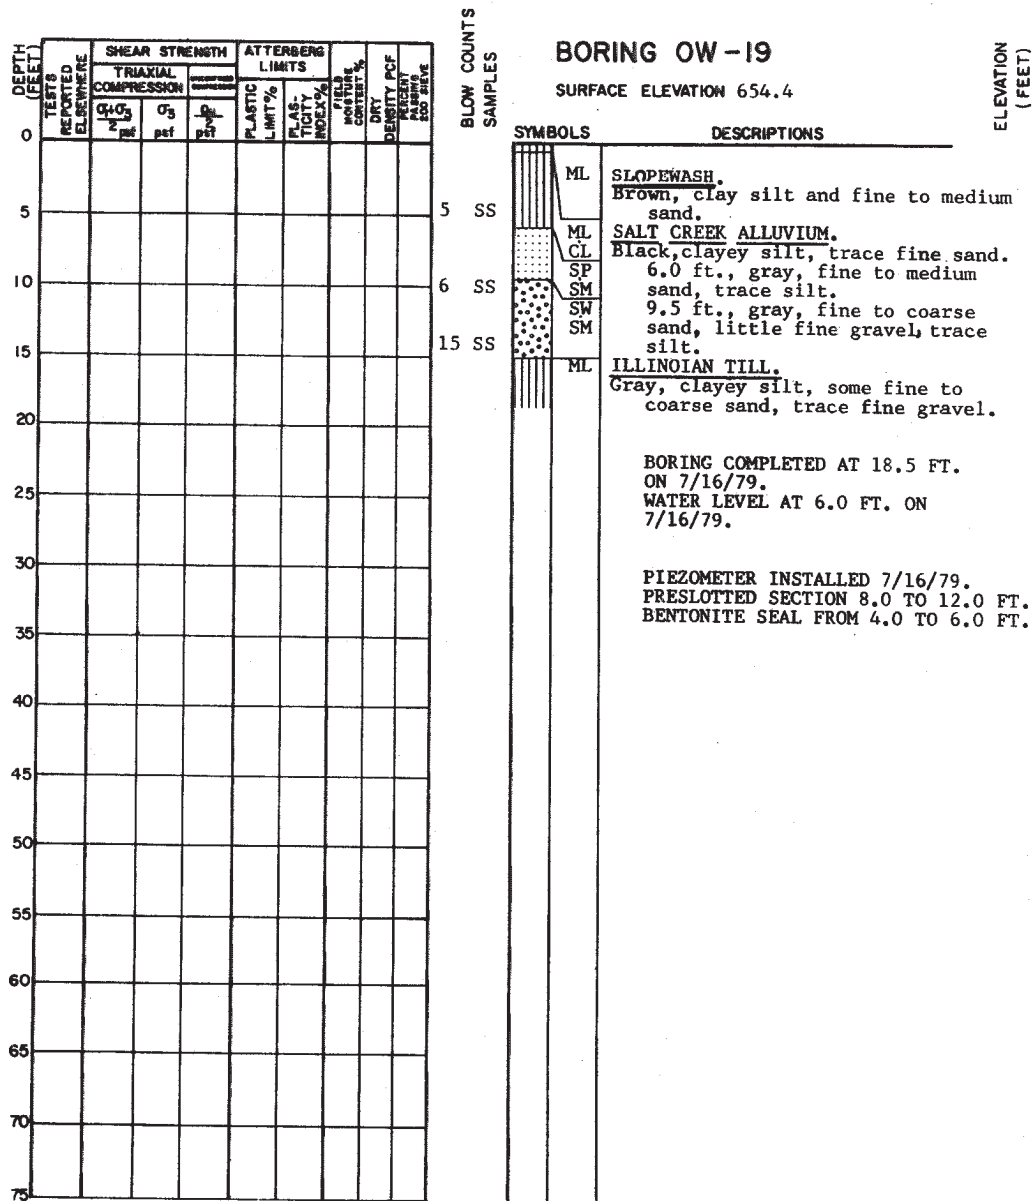 BORING OW-19
SURFACE ELEVATION 654.4
DEPTH (FEET)
TESTS REPORTED ELSEWHERE
SHEAR STRENGTH
TRIAXIAL COMPRESSION
psf
σ3 psf
psf
ATTERBERG LIMITS
PLASTIC LIMIT%
PLAS-TICITY INDEX%
FIELD MOISTURE CONTENT %
DRY DENSITY PCF
PERCENT PASSING 200 SIEVE
BLOW COUNTS
SAMPLES
ELEVATION (FEET)
SYMBOLS DESCRIPTIONS
0
5
10
15
20
25
30
35
40
45
50
55
60
65
70
75
5 SS
6 SS
15 SS
ML SLOPEWASH.
Brown, clay silt and fine to medium
sand.
ML SALT CREEK ALLUVIUM.
CL Black,clayey silt, trace fine sand.
SP 6.0 ft., gray, fine to medium
SM sand, trace silt.
SW 9.5 ft., gray, fine to coarse
SM sand, little fine gravel, trace
silt.
ML ILLINOIAN TILL.
Gray, clayey silt, some fine to
coarse sand, trace fine gravel.
BORING COMPLETED AT 18.5 FT.
ON 7/16/79.
WATER LEVEL AT 6.0 FT. ON
7/16/79.
PIEZOMETER INSTALLED 7/16/79.
PRESLOTTED SECTION 8.0 TO 12.0 FT.
BENTONITE SEAL FROM 4.0 TO 6.0 FT.